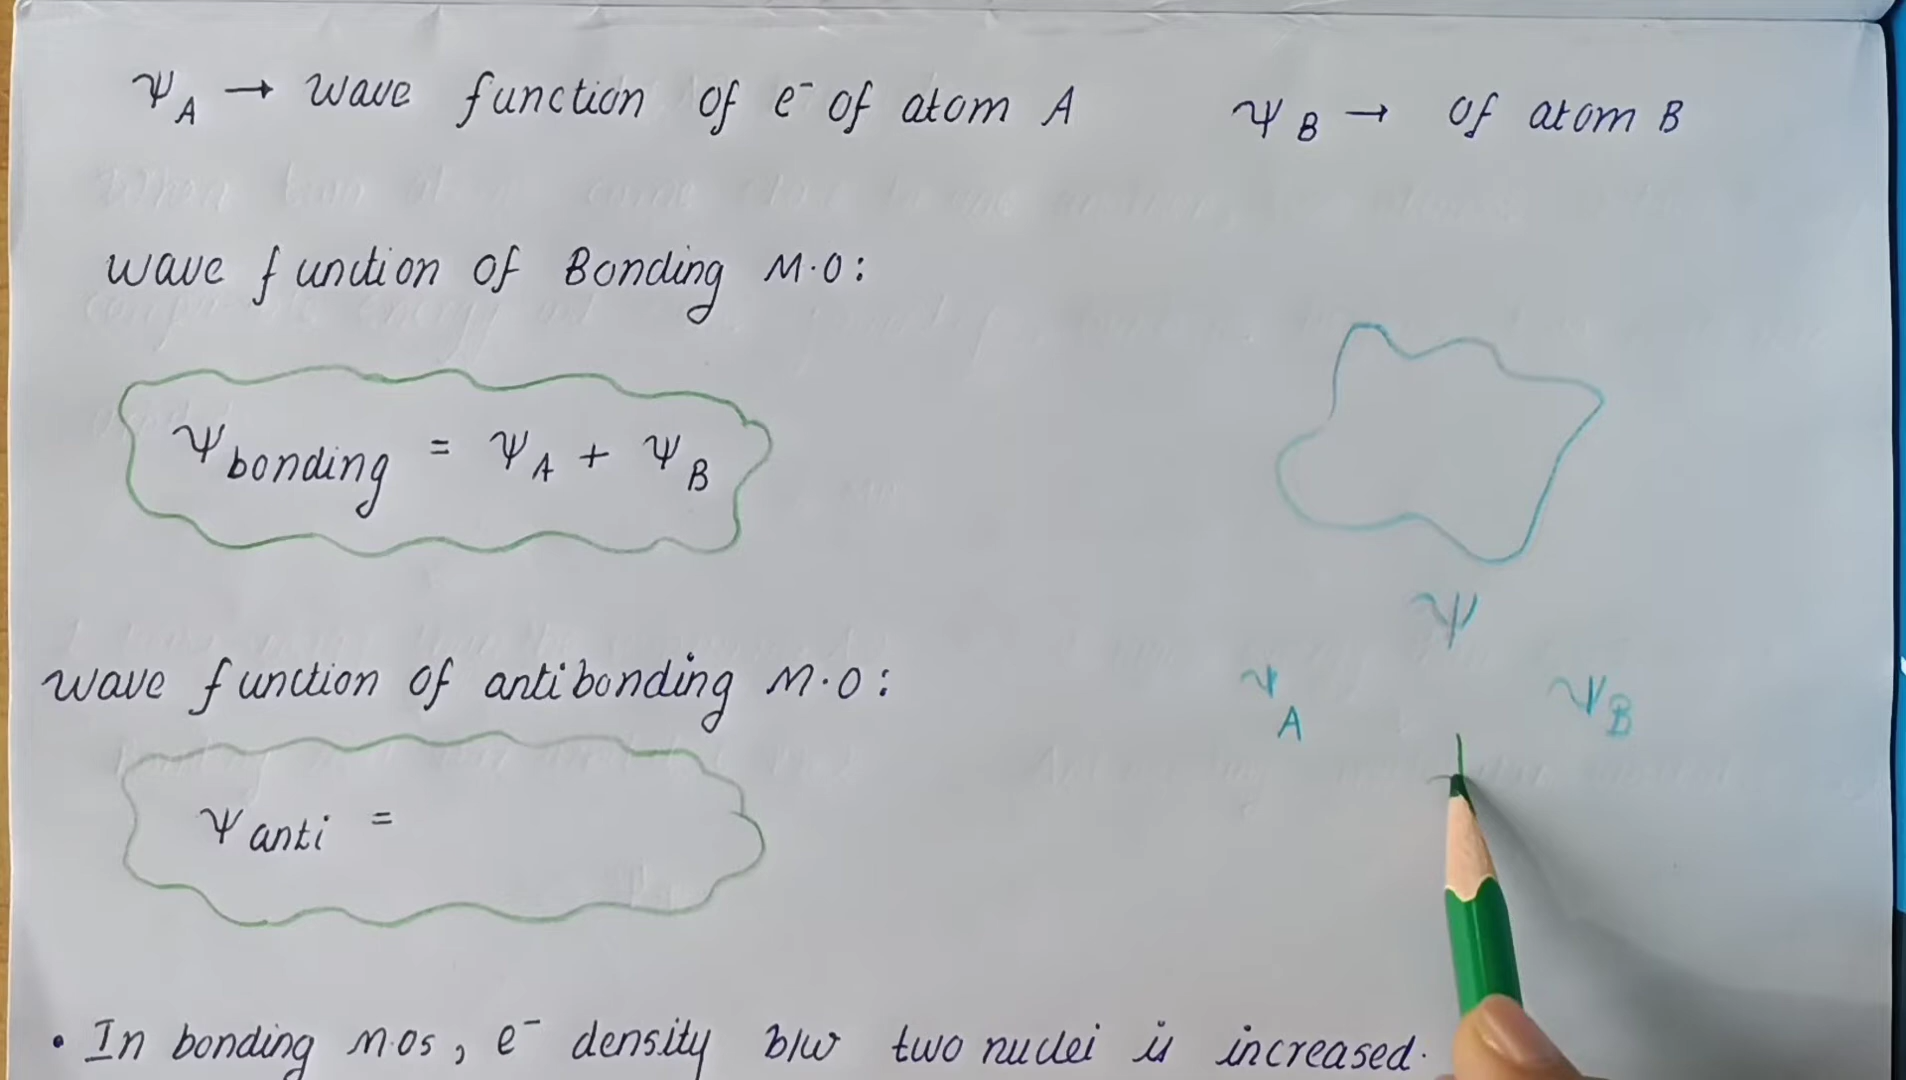 ΨA → wave function of e⁻ of atom A
ΨB → of atom B
wave function of Bonding M.O:
Ψbonding = ΨA + ΨB
Ψ
ΨA
ΨB
wave function of antibonding M.O:
Ψanti =
• In bonding M.Os, e⁻ density b/w two nuclei is increased.